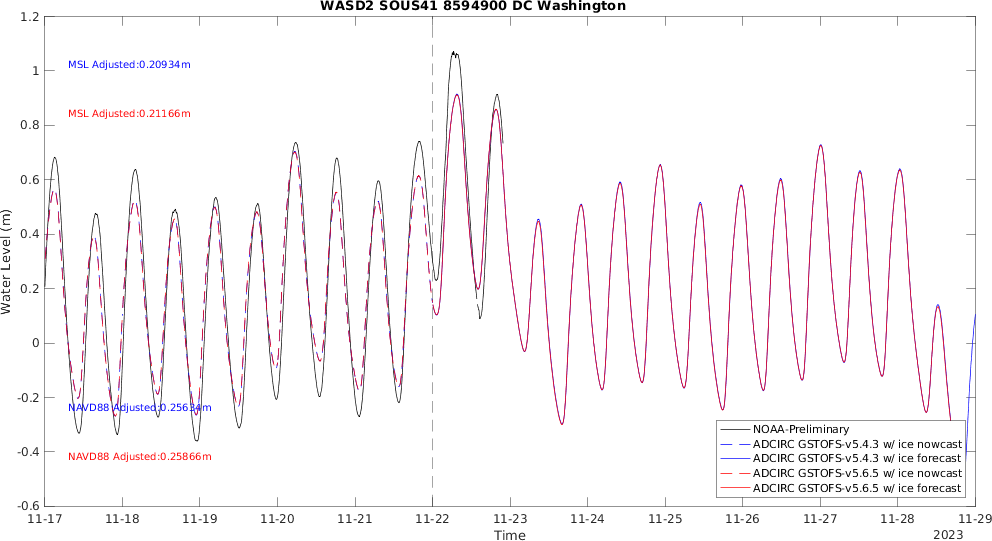 WASD2 SOUS41 8594900 DC Washington
1.2
1
0.8
0.6
0.4
0.2
0
-0.2
-0.4
-0.6
Water Level (m)
MSL Adjusted:0.20934m
MSL Adjusted:0.21166m
NAVD88 Adjusted:0.25634m
NAVD88 Adjusted:0.25866m
NOAA-Preliminary
ADCIRC GSTOFS-v5.4.3 w/ ice nowcast
ADCIRC GSTOFS-v5.4.3 w/ ice forecast
ADCIRC GSTOFS-v5.6.5 w/ ice nowcast
ADCIRC GSTOFS-v5.6.5 w/ ice forecast
11-17 11-18 11-19 11-20 11-21 11-22 11-23 11-24 11-25 11-26 11-27 11-28 11-29
Time
2023